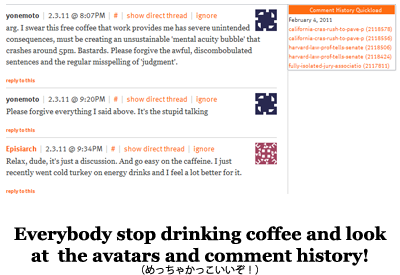 yonemoto | 2.3.11 @ 8:07PM | # | show direct thread | ignore
arg. I swear this free coffee that work provides me has severe unintended
consequences, must be creating an unsustainable 'mental acuity bubble' that
crashes around 5pm. Bastards. Please forgive the awful, discombobulated
sentences and the regular misspelling of 'judgment'.
reply to this
yonemoto | 2.3.11 @ 9:20PM | # | show direct thread | ignore
Please forgive everything I said above. It's the stupid talking
reply to this
Episiarch | 2.3.11 @ 9:34PM | # | show direct thread | ignore
Relax, dude, it's just a discussion. And go easy on the caffeine. I just
recently went cold turkey on energy drinks and I feel a lot better for it.
reply to this
Comment History Quickload
February 4, 2011
california-cras-rush-to-pave-p (2118678)
california-cras-rush-to-pave-p (2118598)
harvard-law-prof-tells-senate (2118506)
harvard-law-prof-tells-senate (2118424)
fully-isolated-jury-associatio (2117811)
Everybody stop drinking coffee and look
at the avatars and comment history!
(めっちゃかっこいいぞ！)